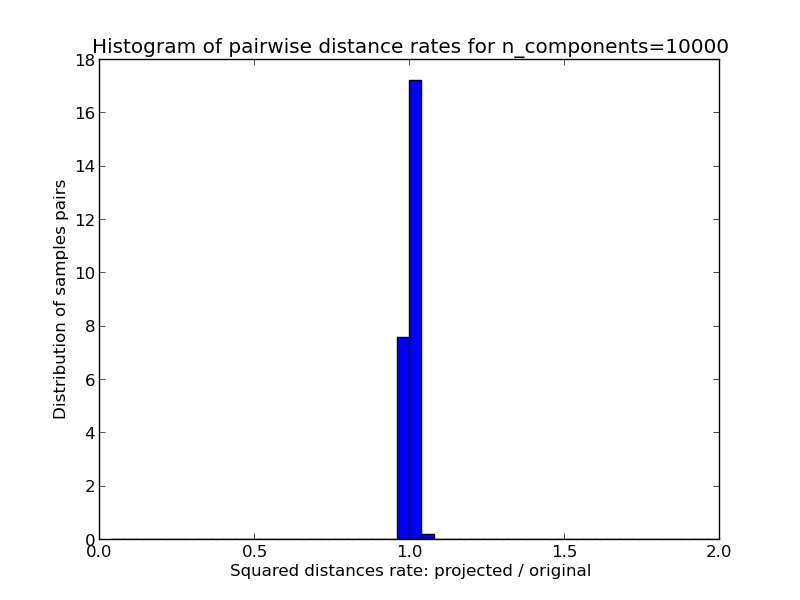 Histogram of pairwise distance rates for n_components=10000
18
16
14
12
10
8
6
4
2
0
Distribution of samples pairs
0.0 0.5 1.0 1.5 2.0
Squared distances rate: projected / original